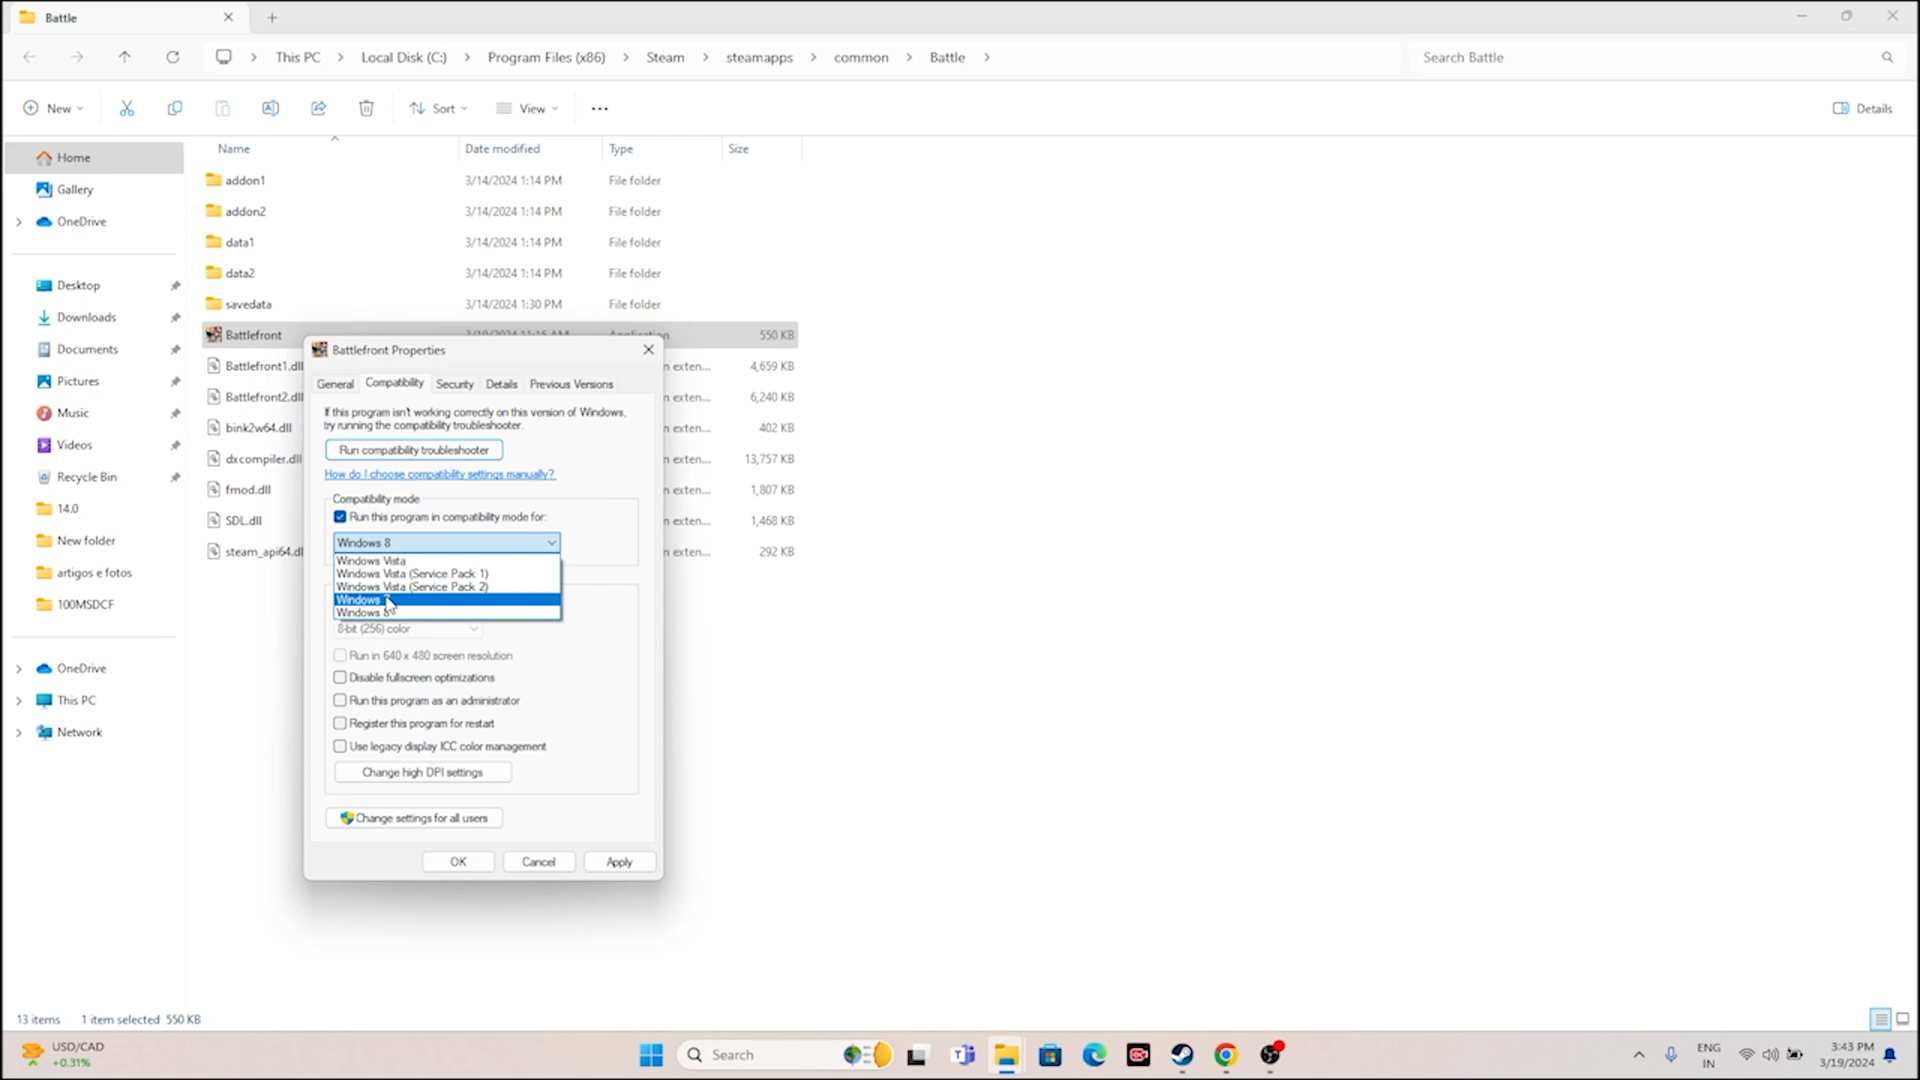 Battle
This PC > Local Disk (C:) > Program Files (x86) > Steam > steamapps > common > Battle >
Search Battle
New
Sort
View
Details
Name
Date modified
Type
Size
Home
Gallery
OneDrive
Desktop
Downloads
Documents
Pictures
Music
Videos
Recycle Bin
14.0
New folder
artigos e fotos
100MSDCF
OneDrive
This PC
Network
addon1 3/14/2024 1:14 PM File folder
addon2 3/14/2024 1:14 PM File folder
data1 3/14/2024 1:14 PM File folder
data2 3/14/2024 1:14 PM File folder
savedata 3/14/2024 1:30 PM File folder
Battlefront 3/19/2024 11:15 AM Application 550 KB
Battlefront1.dll n exten... 4,659 KB
Battlefront2.dll n exten... 6,240 KB
bink2w64.dll n exten... 402 KB
dxcompiler.dll n exten... 13,757 KB
fmod.dll n exten... 1,807 KB
SDL.dll n exten... 1,468 KB
steam_api64.dl n exten... 292 KB
Battlefront Properties
General
Compatibility
Security
Details
Previous Versions
If this program isn't working correctly on this version of Windows,
try running the compatibility troubleshooter.
Run compatibility troubleshooter
How do I choose compatibility settings manually?
Compatibility mode
Run this program in compatibility mode for:
Windows 8
Windows Vista
Windows Vista (Service Pack 1)
Windows Vista (Service Pack 2)
Windows
Windows 8
8-bit (256) color
Run in 640 x 480 screen resolution
Disable fullscreen optimizations
Run this program as an administrator
Register this program for restart
Use legacy display ICC color management
Change high DPI settings
Change settings for all users
OK
Cancel
Apply
13 items
1 item selected 550 KB
USD/CAD
+0.31%
Search
ENG
IN
3:43 PM
3/19/2024